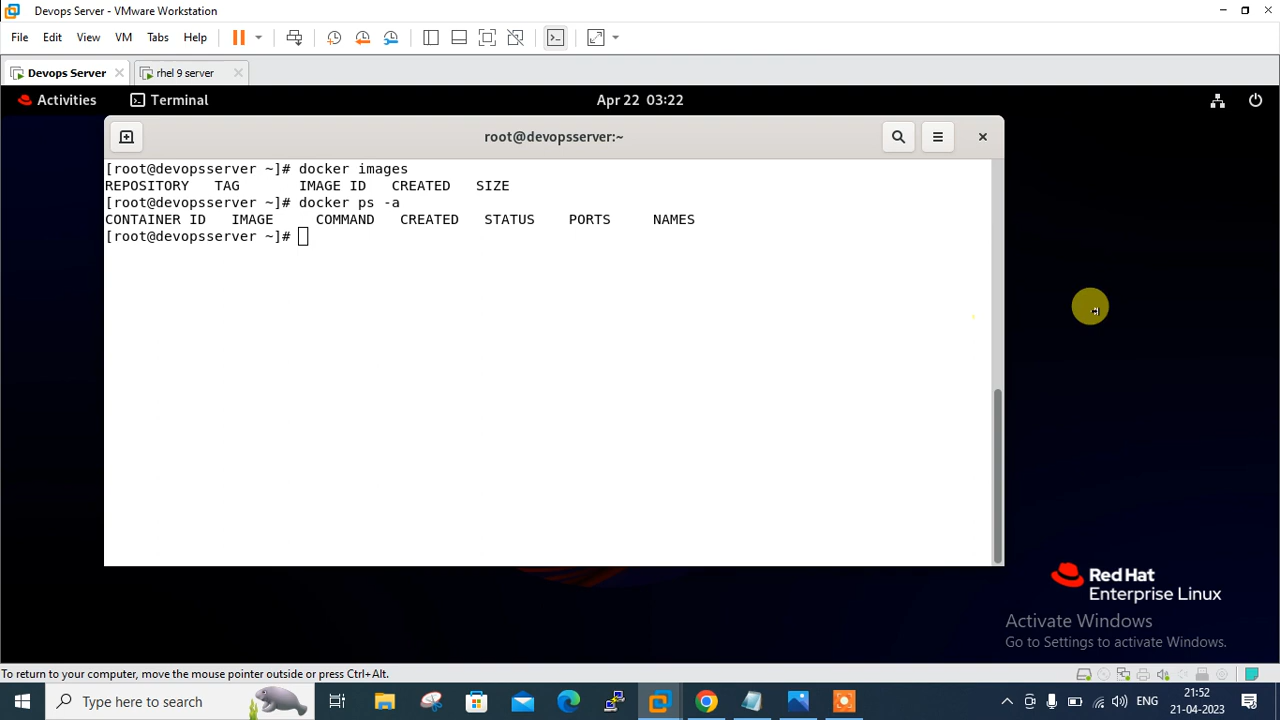 Devops Server - VMware Workstation
File Edit View VM Tabs Help
Devops Server rhel 9 server
Activities Terminal Apr 22 03:22
root@devopsserver:~
[root@devopsserver ~]# docker images
REPOSITORY TAG IMAGE ID CREATED SIZE
[root@devopsserver ~]# docker ps -a
CONTAINER ID IMAGE COMMAND CREATED STATUS PORTS NAMES
[root@devopsserver ~]#
Red Hat
Enterprise Linux
Activate Windows
Go to Settings to activate Windows.
To return to your computer, move the mouse pointer outside or press Ctrl+Alt.
Type here to search
ENG
21:52
21-04-2023